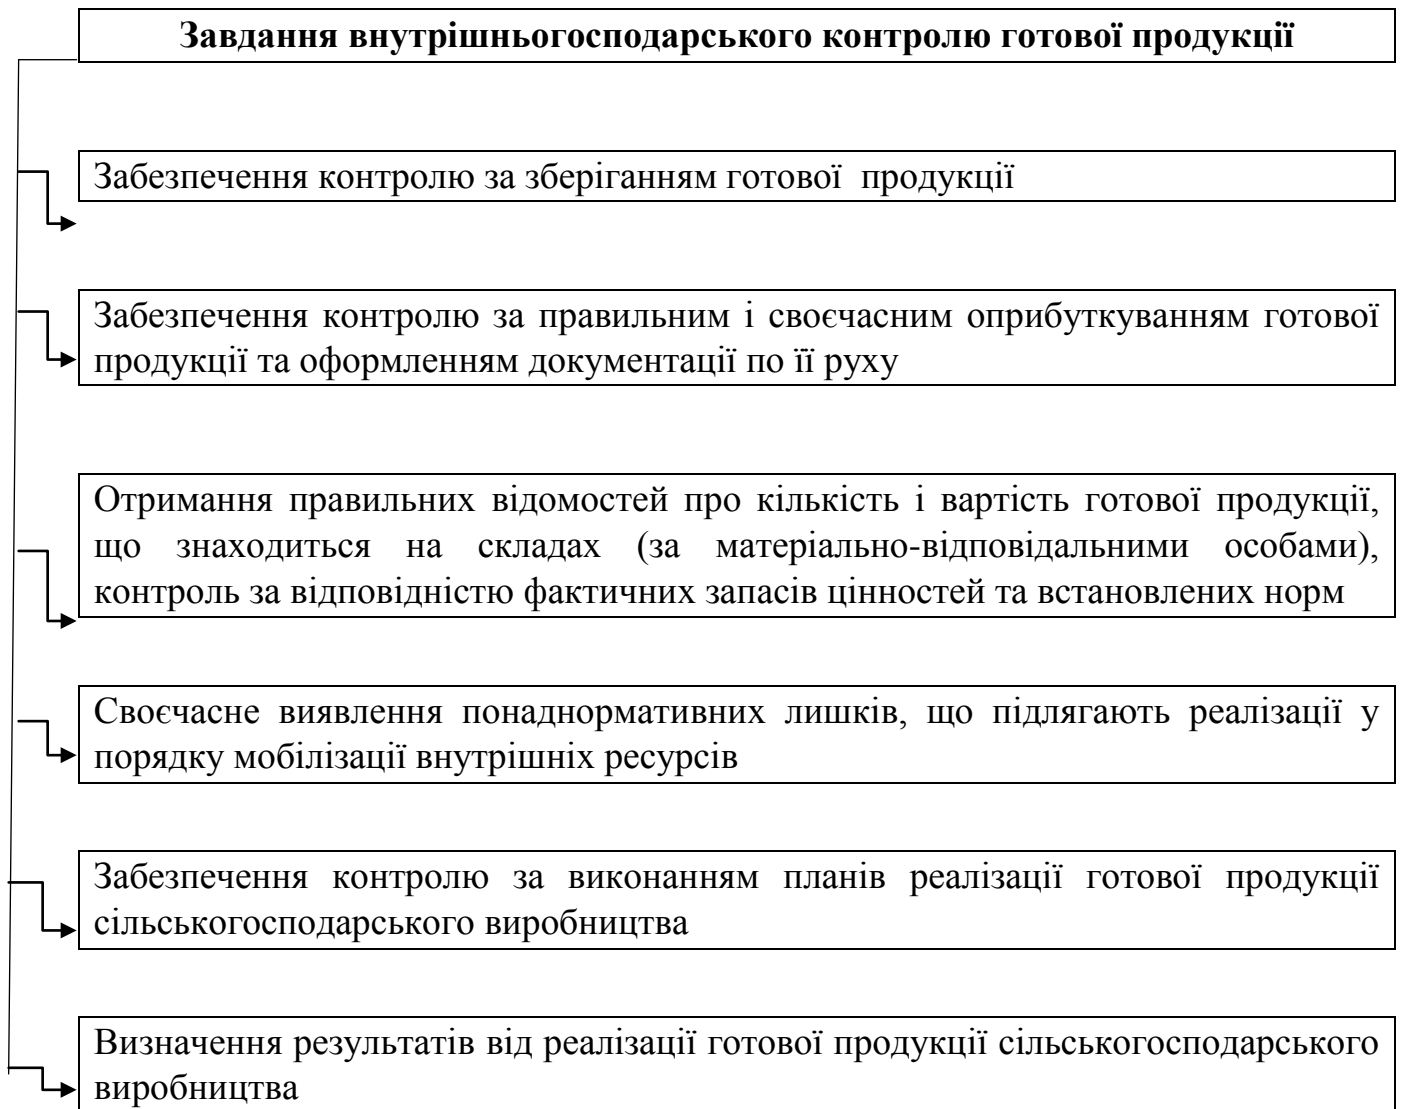 Завдання внутрішньогосподарського контролю готової продукції
Забезпечення контролю за зберіганням готової продукції
Забезпечення контролю за правильним і своєчасним оприбуткуванням готової
продукції та оформленням документації по її руху
Отримання правильних відомостей про кількість і вартість готової продукції,
що знаходиться на складах (за матеріально-відповідальними особами),
контроль за відповідністю фактичних запасів цінностей та встановлених норм
Своєчасне виявлення понаднормативних лишків, що підлягають реалізації у
порядку мобілізації внутрішніх ресурсів
Забезпечення контролю за виконанням планів реалізації готової продукції
сільськогосподарського виробництва
Визначення результатів від реалізації готової продукції сільськогосподарського
виробництва